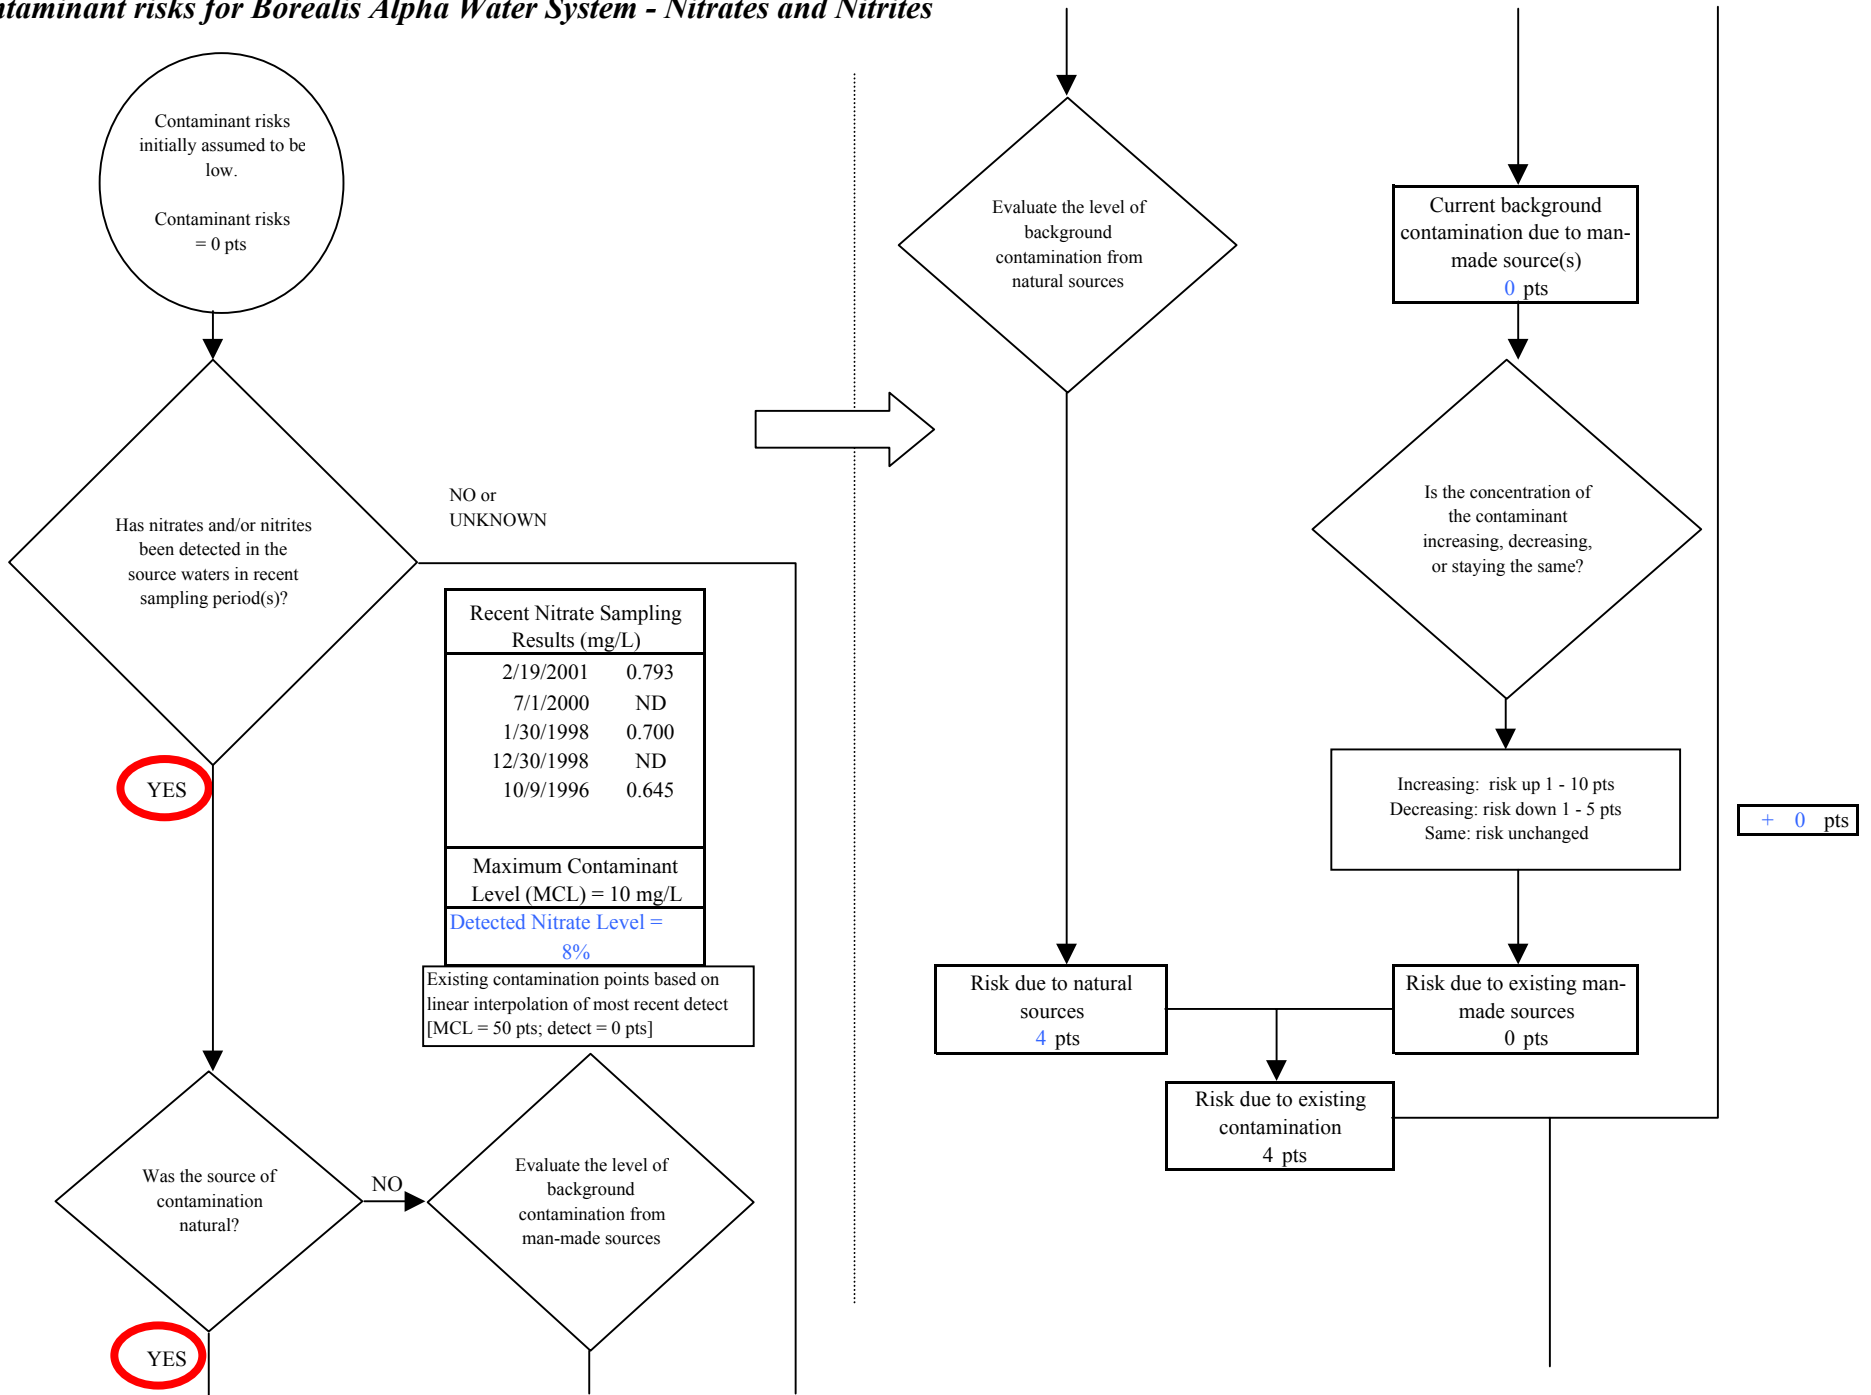 ntaminant risks for Borealis Alpha Water System - Nitrates and Nitrites
Contaminant risks
initially assumed to be
low.
Contaminant risks
= 0 pts
Has nitrates and/or nitrites
been detected in the
source waters in recent
sampling period(s)?
NO or
UNKNOWN
YES
Recent Nitrate Sampling
Results (mg/L)
2/19/2001 0.793
7/1/2000 ND
1/30/1998 0.700
12/30/1998 ND
10/9/1996 0.645
Maximum Contaminant
Level (MCL) = 10 mg/L
Detected Nitrate Level =
8%
Existing contamination points based on
linear interpolation of most recent detect
[MCL = 50 pts; detect = 0 pts]
Was the source of
contamination
natural?
NO
Evaluate the level of
background
contamination from
man-made sources
YES
Evaluate the level of
background
contamination from
natural sources
Current background
contamination due to man-
made source(s)
0 pts
Is the concentration of
the contaminant
increasing, decreasing,
or staying the same?
Increasing: risk up 1 - 10 pts
Decreasing: risk down 1 - 5 pts
Same: risk unchanged
+ 0 pts
Risk due to natural
sources
4 pts
Risk due to existing man-
made sources
0 pts
Risk due to existing
contamination
4 pts